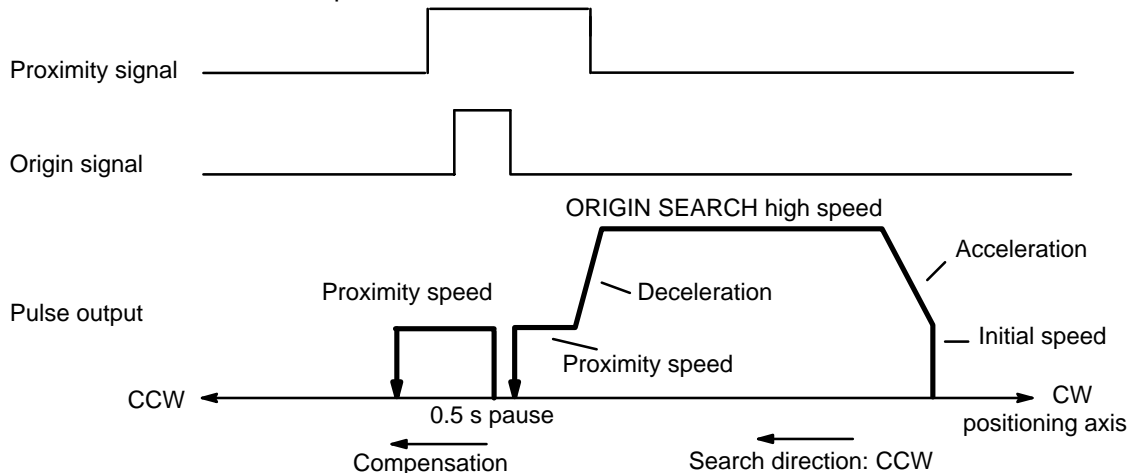 Proximity signal
Origin signal
ORIGIN SEARCH high speed
Acceleration
Proximity speed
Deceleration
Pulse output
Initial speed
Proximity speed
CCW
0.5 s pause
CW
positioning axis
Compensation
Search direction: CCW